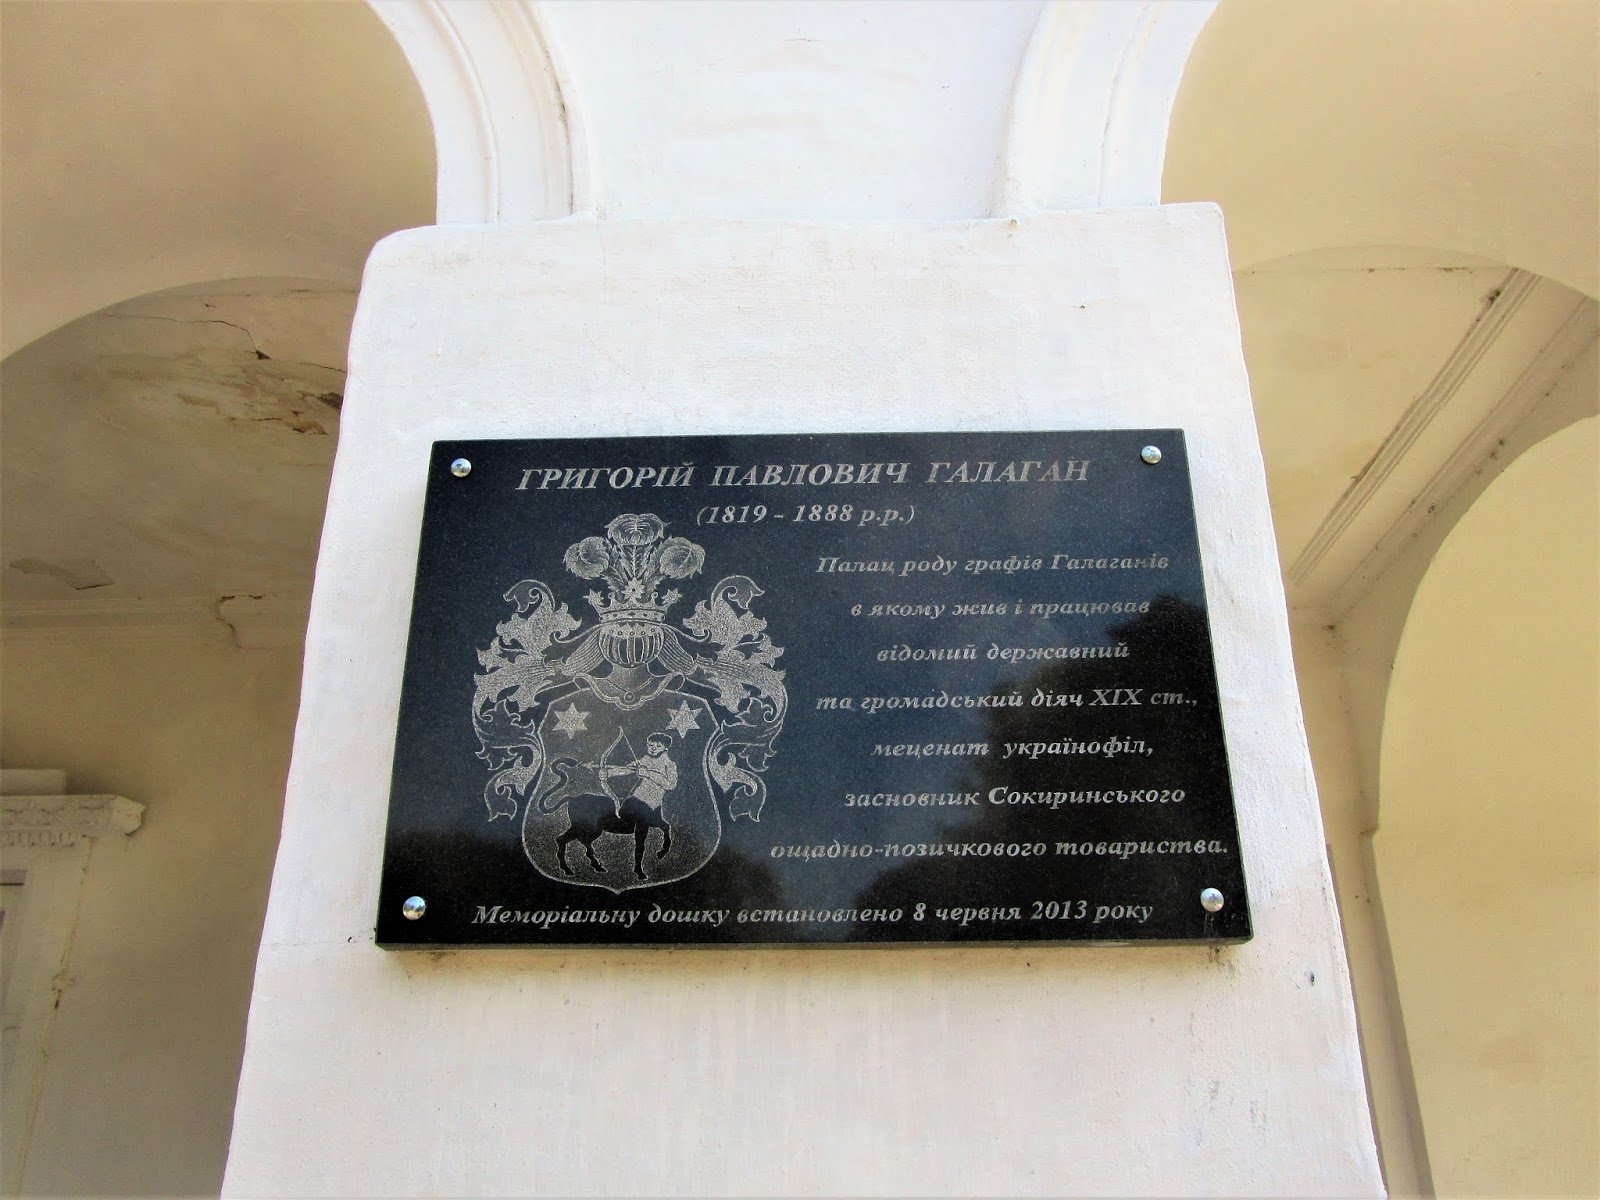 ГРИГОРІЙ ПАВЛОВИЧ ГАЛАГАН
(1819 - 1888 р.р.)
Палац роду графів Галаганів
в якому жив і працював
відомий державний
та громадський діяч XIX ст.,
меценат українофіл,
засновник Сокиринського
ощадно-позичкового товариства.
Меморіальну дошку встановлено 8 червня 2013 року